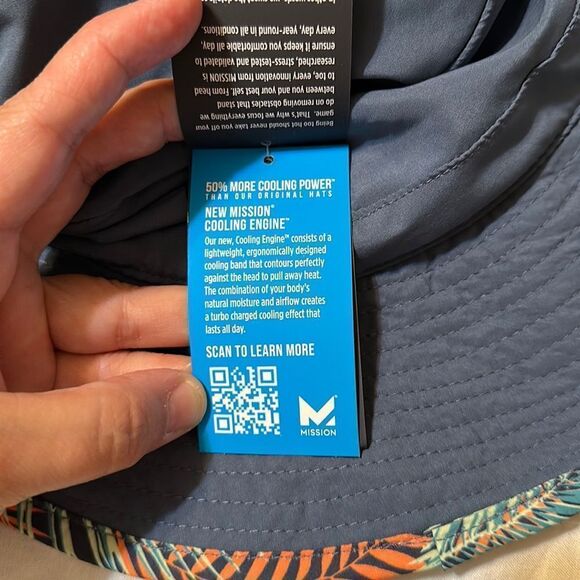 50% MORE COOLING POWER™
THAN OUR ORIGINAL HATS
NEW MISSION®
COOLING ENGINE™
Our new, Cooling Engine™ consists of a
lightweight, ergonomically designed
cooling band that contours perfectly
against the head to pull away heat.
The combination of your body's
natural moisture and airflow creates
a turbo charged cooling effect that
lasts all day.
SCAN TO LEARN MORE
MISSION
Being too hot should never take you off your
game. That's why we focus everything we
do on removing obstacles that stand
between you and your best self. From head
to toe, every innovation from MISSION is
researched, stress-tested and validated to
ensure it keeps you comfortable all day,
every day, year-round in all conditions.